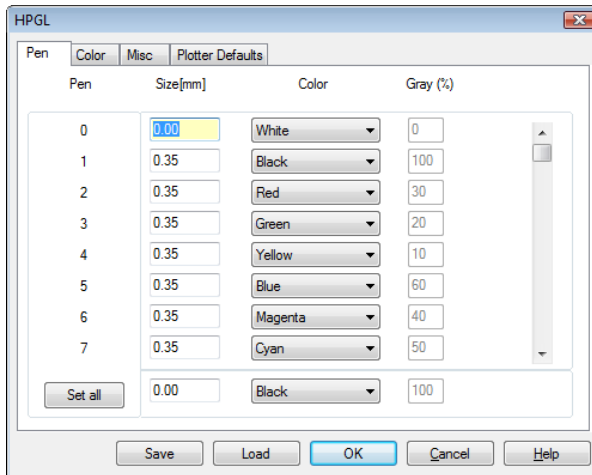 HPGL
Pen Color Misc Plotter Defaults
Pen Size[mm] Color Gray (%)
0 0.00 White 0
1 0.35 Black 100
2 0.35 Red 30
3 0.35 Green 20
4 0.35 Yellow 10
5 0.35 Blue 60
6 0.35 Magenta 40
7 0.35 Cyan 50
Set all 0.00 Black 100
Save Load OK Cancel Help